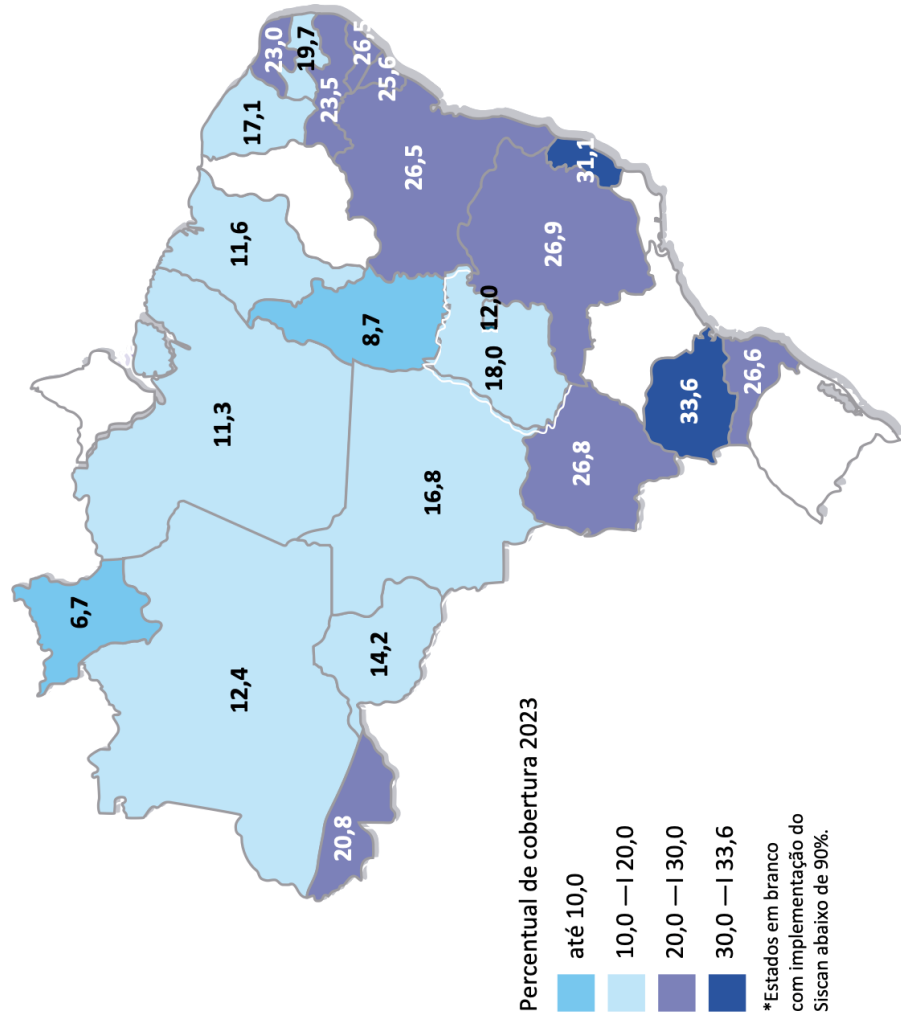 6,7
12,4
11,3
11,6
17,1
23,0
19,7
23,5
26,5
25,6
20,8
14,2
16,8
8,7
26,5
18,0
12,0
26,9
31,1
26,8
33,6
26,6
Percentual de cobertura 2023
até 10,0
10,0 —I 20,0
20,0 —I 30,0
30,0 —I 33,6
*Estados em branco
com implementação do
Siscan abaixo de 90%.